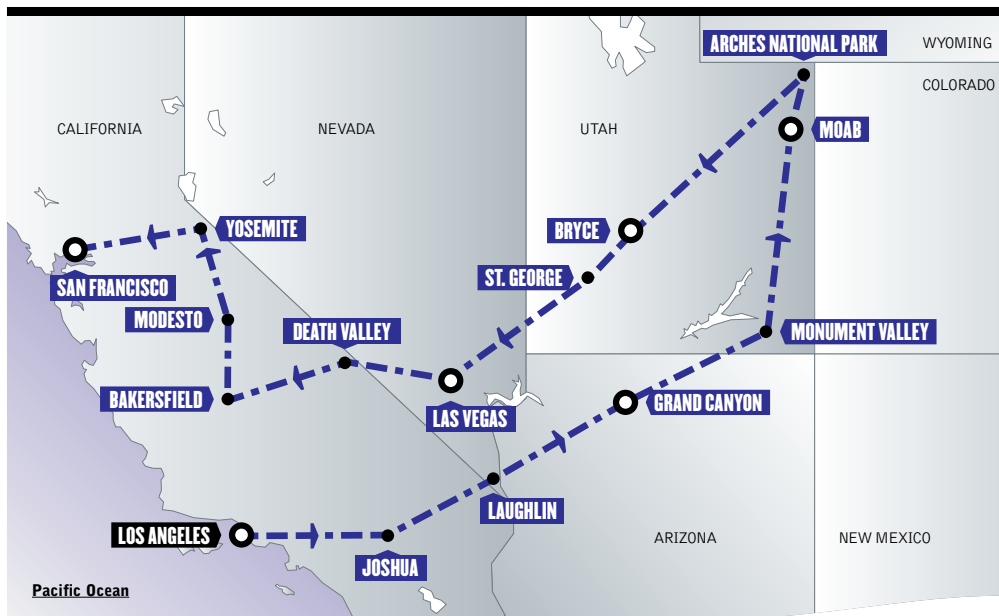 ARCHES NATIONAL PARK
WYOMING
COLORADO
CALIFORNIA
NEVADA
UTAH
MOAB
YOSEMITE
BRYCE
SAN FRANCISCO
ST. GEORGE
MODESTO
DEATH VALLEY
MONUMENT VALLEY
BAKERSFIELD
LAS VEGAS
GRAND CANYON
LAUGHLIN
LOS ANGELES
JOSHUA
ARIZONA
NEW MEXICO
Pacific Ocean